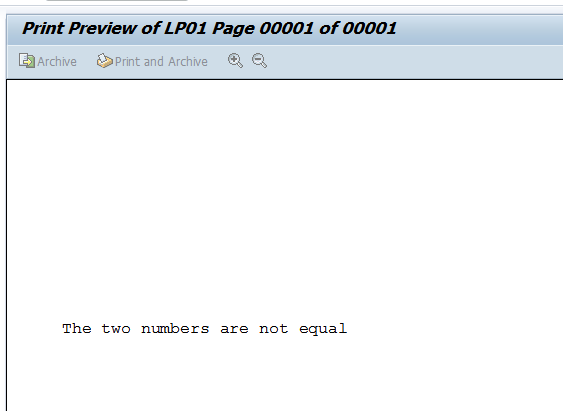 Print Preview of LP01 Page 00001 of 00001
Archive Print and Archive
The two numbers are not equal